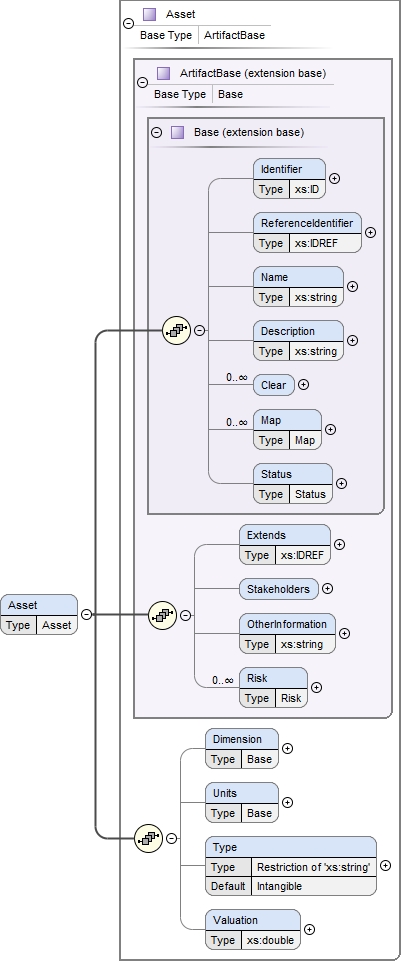 Asset
Base Type ArtifactBase
ArtifactBase (extension base)
Base Type Base
Base (extension base)
Identifier
Type xs:ID
ReferenceIdentifier
Type xs:IDREF
Name
Type xs:string
Description
Type xs:string
0..∞
Clear
0..∞
Map
Type Map
Status
Type Status
Extends
Type xs:IDREF
Stakeholders
OtherInformation
Type xs:string
0..∞
Risk
Type Risk
Asset
Type Asset
Dimension
Type Base
Units
Type Base
Type
Type Restriction of 'xs:string'
Default Intangible
Valuation
Type xs:double